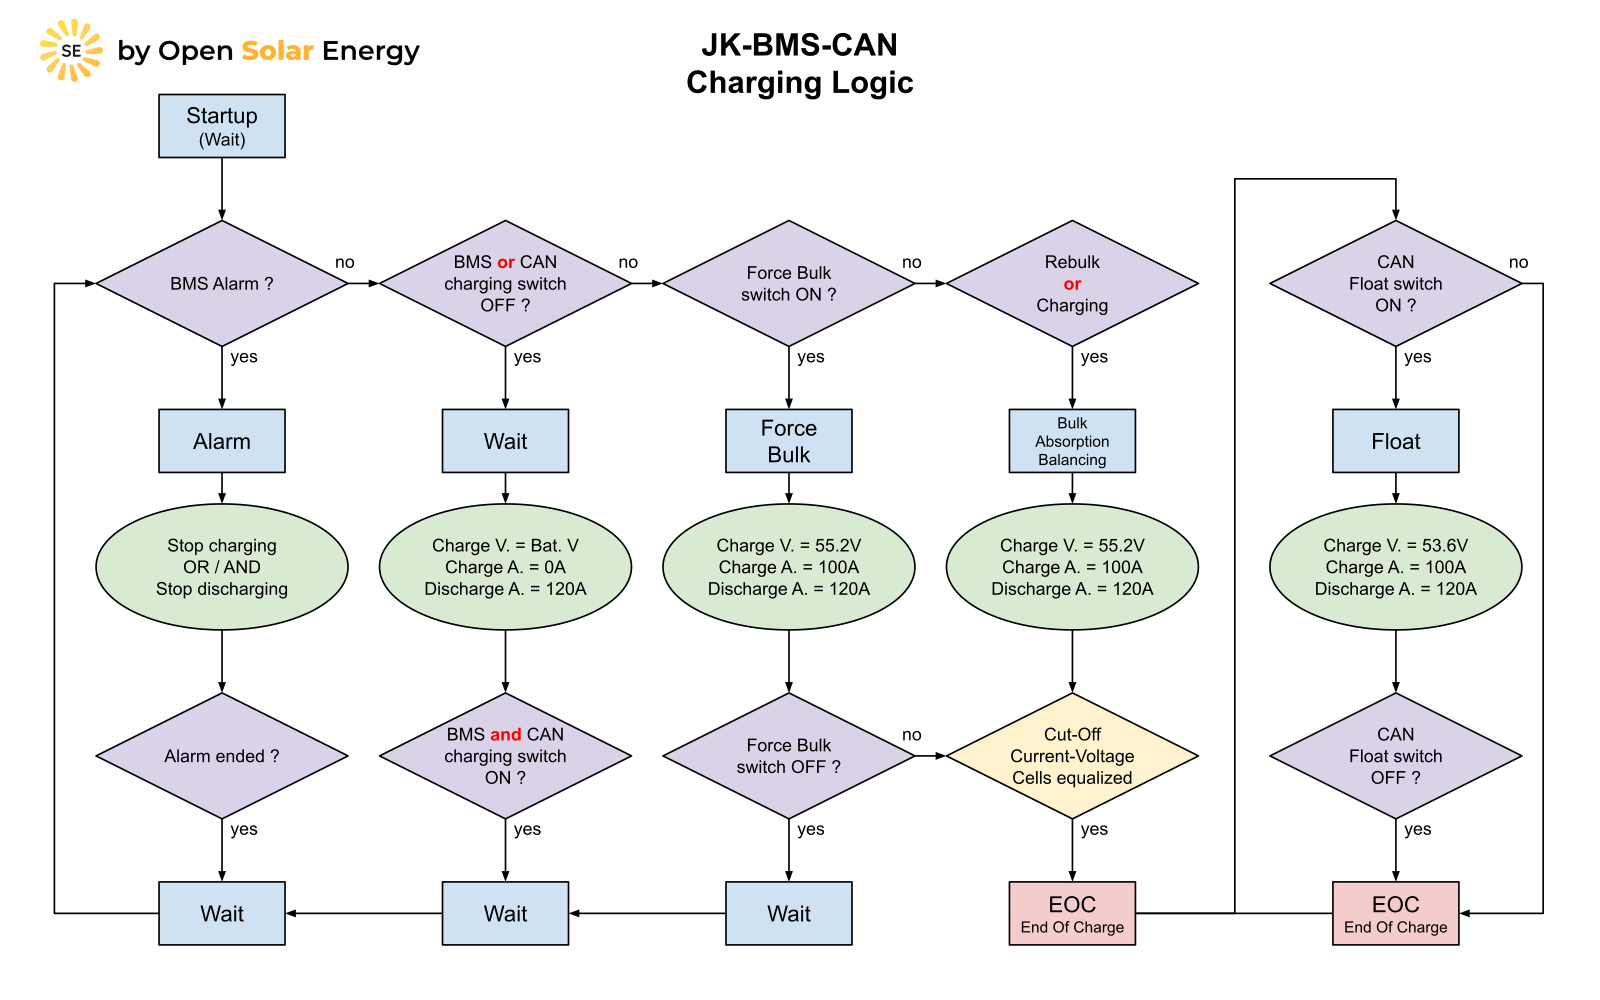 SE
by Open Solar Energy
JK-BMS-CAN
Charging Logic
Startup
(Wait)
BMS Alarm ?
no
BMS or CAN
charging switch
OFF ?
no
Force Bulk
switch ON ?
no
Rebulk
or
Charging
CAN
Float switch
ON ?
no
yes
yes
yes
yes
yes
Alarm
Wait
Force
Bulk
Bulk
Absorption
Balancing
Float
Stop charging
OR / AND
Stop discharging
Charge V. = Bat. V
Charge A. = 0A
Discharge A. = 120A
Charge V. = 55.2V
Charge A. = 100A
Discharge A. = 120A
Charge V. = 55.2V
Charge A. = 100A
Discharge A. = 120A
Charge V. = 53.6V
Charge A. = 100A
Discharge A. = 120A
Alarm ended ?
BMS and CAN
charging switch
ON ?
Force Bulk
switch OFF ?
no
Cut-Off
Current-Voltage
Cells equalized
CAN
Float switch
OFF ?
yes
yes
yes
yes
yes
Wait
Wait
Wait
EOC
End Of Charge
EOC
End Of Charge